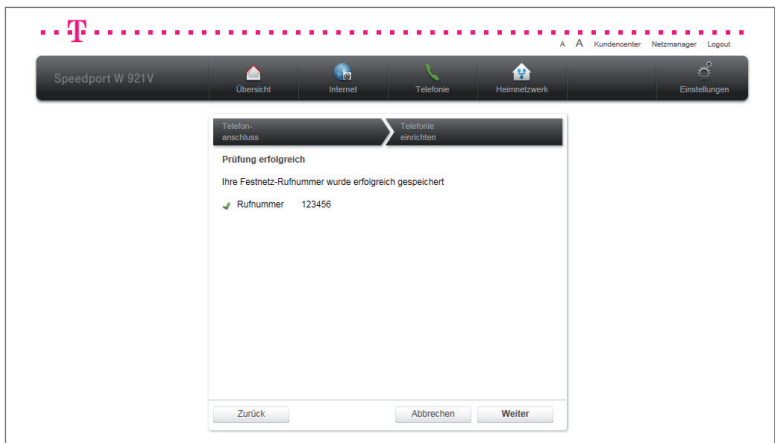 T
A A Kundencenter Netzmanager Logout
Speedport W 921V
Übersicht Internet Telefonie Heimnetzwerk Einstellungen
Telefon-
anschluss
Telefonie
einrichten
Prüfung erfolgreich
Ihre Festnetz-Rufnummer wurde erfolgreich gespeichert
Rufnummer 123456
Zurück Abbrechen Weiter